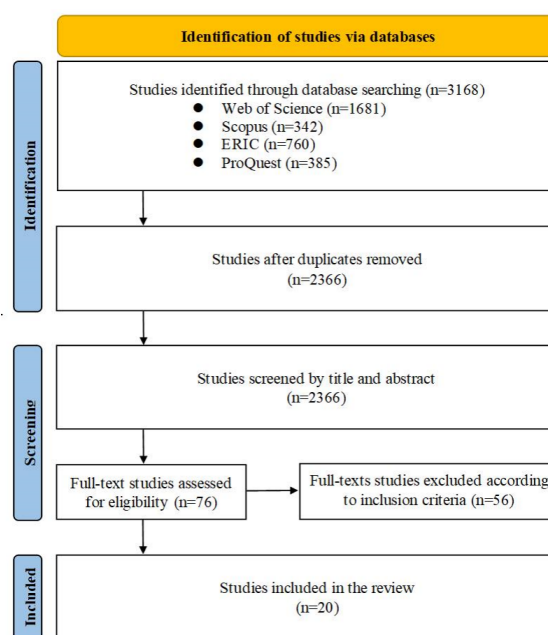 Identification of studies via databases
Identification
Studies identified through database searching (n=3168)
● Web of Science (n=1681)
● Scopus (n=342)
● ERIC (n=760)
● ProQuest (n=385)
Studies after duplicates removed
(n=2366)
Screening
Studies screened by title and abstract
(n=2366)
Full-text studies assessed
for eligibility (n=76)
Full-texts studies excluded according
to inclusion criteria (n=56)
Included
Studies included in the review
(n=20)